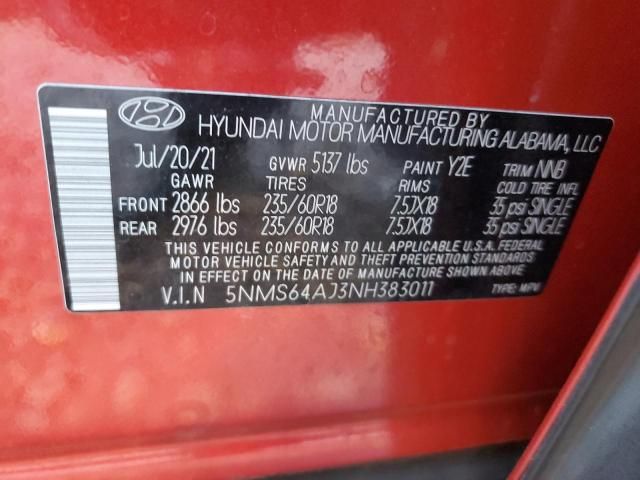 MANUFACTURED BY
HYUNDAI MOTOR MANUFACTURING ALABAMA, LLC
Jul/20/21 GVWR 5137 lbs PAINT Y2E TRIM NNB
GAWR TIRES RIMS COLD TIRE INFL
FRONT 2866 lbs 235/60R18 7.5JX18 35 psi SINGLE
REAR 2976 lbs 235/60R18 7.5JX18 35 psi SINGLE
THIS VEHICLE CONFORMS TO ALL APPLICABLE U.S.A. FEDERAL
MOTOR VEHICLE SAFETY AND THEFT PREVENTION STANDARDS
IN EFFECT ON THE DATE OF MANUFACTURE SHOWN ABOVE.
V.I.N 5NMS64AJ3NH383011 TYPE: MPV